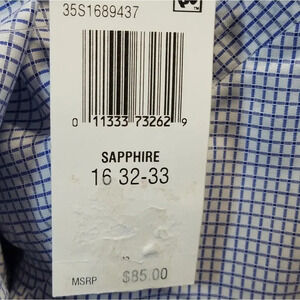 35S1689437
0 11333 73262 9
SAPPHIRE
16 32-33
MSRP $85.00